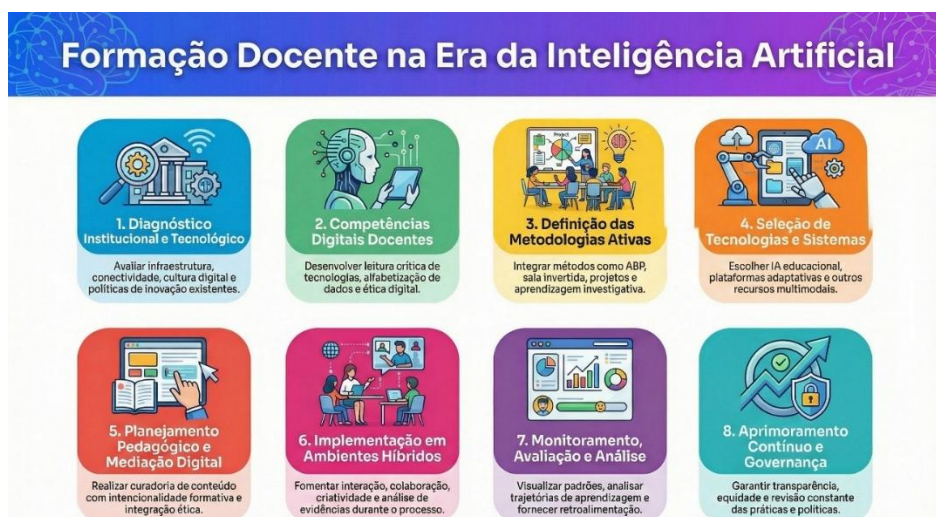 Formação Docente na Era da Inteligência Artificial
1. Diagnóstico
Institucional e Tecnológico
Avaliar infraestrutura,
conectividade, cultura digital e
políticas de inovação existentes.
2. Competências
Digitais Docentes
Desenvolver leitura crítica de
tecnologias, alfabetização de
dados e ética digital.
Project
3. Definição das
Metodologias Ativas
Integrar métodos como ABP,
sala invertida, projetos e
aprendizagem investigativa.
AI
4. Seleção de
Tecnologias e Sistemas
Escolher IA educacional,
plataformas adaptativas e outros
recursos multimodais.
5. Planejamento
Pedagógico e
Mediação Digital
Realizar curadoria de conteúdo
com intencionalidade formativa e
integração ética.
6. Implementação em
Ambientes Híbridos
Fomentar interação, colaboração,
criatividade e análise de
evidências durante o processo.
7. Monitoramento,
Avaliação e Análise
Visualizar padrões, analisar
trajetórias de aprendizagem e
fornecer retroalimentação.
8. Aprimoramento
Contínuo e
Governança
Garantir transparência,
equidade e revisão constante
das práticas e políticas.